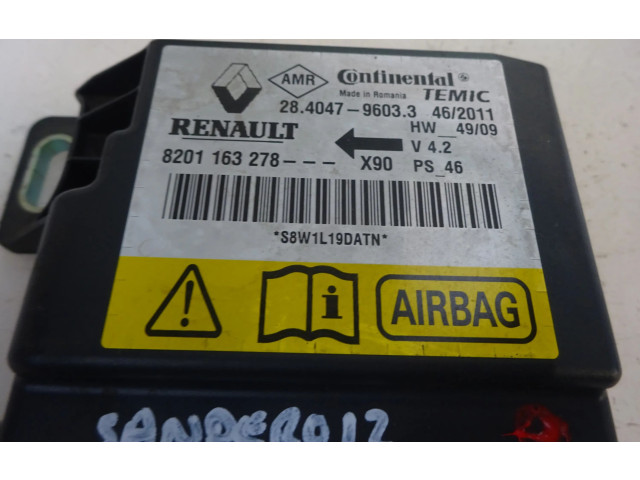 AMR Continental
Made in Romania TEMIC
28.4047-9603.3 46/2011
RENAULT HW__49/09
V 4.2
8201 163 278--- X90 PS_46
*S8W1L19DATN*
! i AIRBAG
SANDERO12